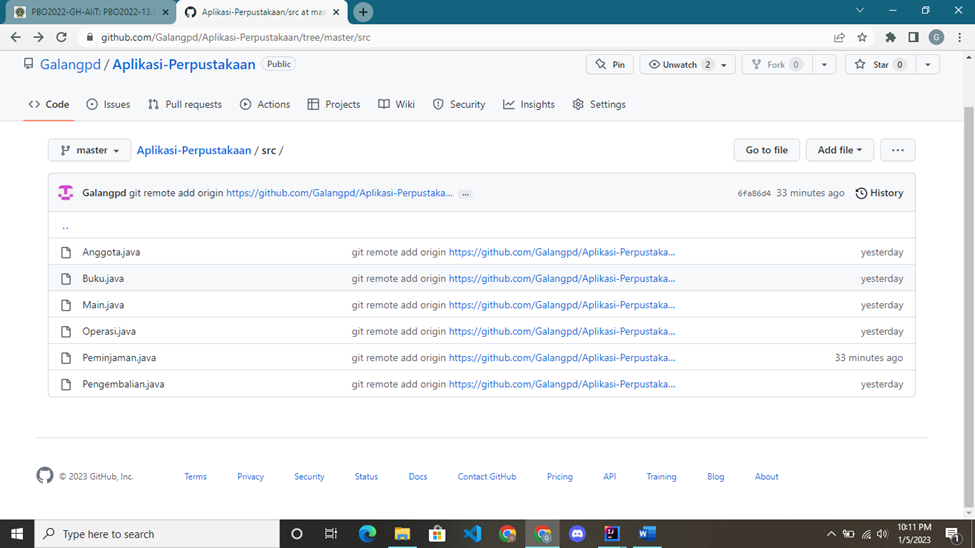 PBO2022-GH-AliT: PBO2022-13.2
Aplikasi-Perpustakaan/src at mas
github.com/Galangpd/Aplikasi-Perpustakaan/tree/master/src
G
Galangpd / Aplikasi-Perpustakaan Public
Pin
Unwatch 2
Fork 0
Star 0
Code
Issues
Pull requests
Actions
Projects
Wiki
Security
Insights
Settings
master
Aplikasi-Perpustakaan / src /
Go to file
Add file
...
Galangpd git remote add origin https://github.com/Galangpd/Aplikasi-Perpustaka... ... 6fa86d4 33 minutes ago History
..
Anggota.java git remote add origin https://github.com/Galangpd/Aplikasi-Perpustaka... yesterday
Buku.java git remote add origin https://github.com/Galangpd/Aplikasi-Perpustaka... yesterday
Main.java git remote add origin https://github.com/Galangpd/Aplikasi-Perpustaka... yesterday
Operasi.java git remote add origin https://github.com/Galangpd/Aplikasi-Perpustaka... yesterday
Peminjaman.java git remote add origin https://github.com/Galangpd/Aplikasi-Perpustaka... 33 minutes ago
Pengembalian.java git remote add origin https://github.com/Galangpd/Aplikasi-Perpustaka... yesterday
© 2023 GitHub, Inc.
Terms
Privacy
Security
Status
Docs
Contact GitHub
Pricing
API
Training
Blog
About
Type here to search
10:11 PM
1/5/2023
1